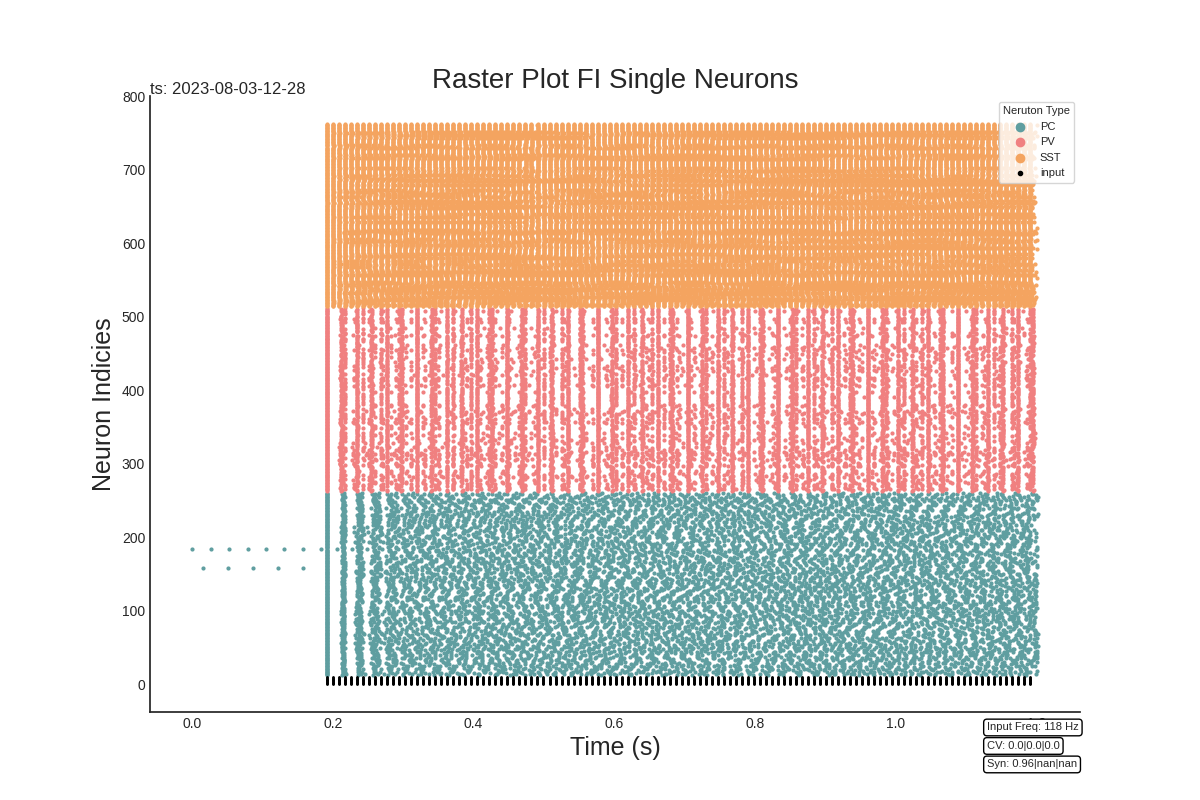 Raster Plot FI Single Neurons
ts: 2023-08-03-12-28
800
700
600
500
400
300
200
100
0
Neuron Indicies
Neruton Type
PC
PV
SST
input
0.0
0.2
0.4
0.6
0.8
1.0
Time (s)
Input Freq: 118 Hz
CV: 0.0|0.0|0.0
Syn: 0.96|nan|nan